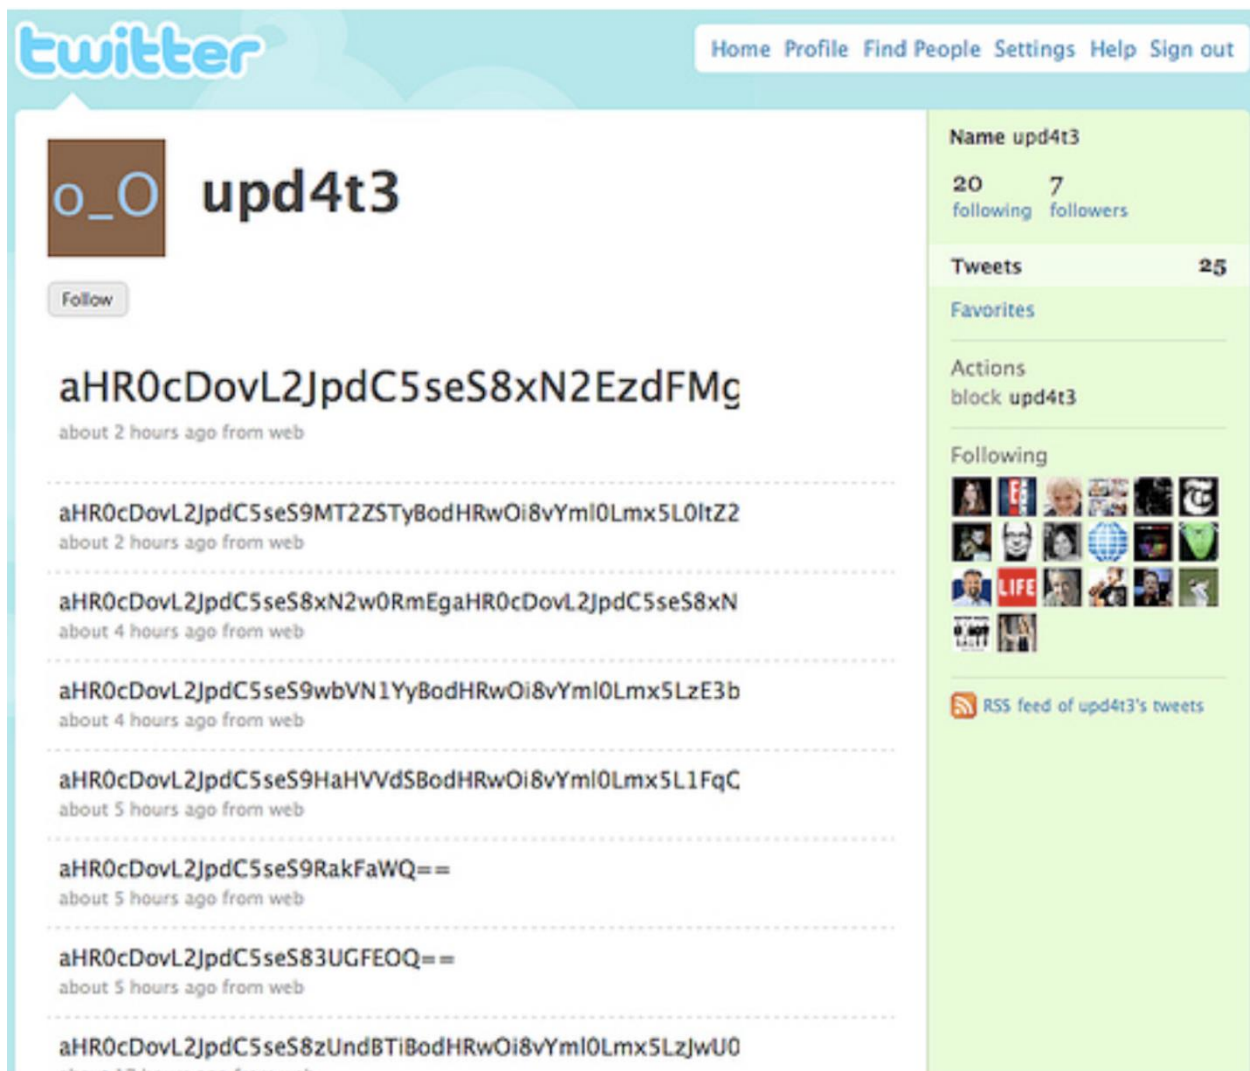 twitter
Home Profile Find People Settings Help Sign out
o_O
upd4t3
Follow
aHR0cDovL2JpdC5seS8xN2EzdFMg
about 2 hours ago from web
aHR0cDovL2JpdC5seS9MT2ZSTyBodHRwOi8vYml0Lmx5L0ltZ2
about 2 hours ago from web
aHR0cDovL2JpdC5seS8xN2w0RmEgaHR0cDovL2JpdC5seS8xN
about 4 hours ago from web
aHR0cDovL2JpdC5seS9wbVN1YyBodHRwOi8vYml0Lmx5LzE3b
about 4 hours ago from web
aHR0cDovL2JpdC5seS9HaHVVdSBodHRwOi8vYml0Lmx5L1FqC
about 5 hours ago from web
aHR0cDovL2JpdC5seS9RakFaWQ==
about 5 hours ago from web
aHR0cDovL2JpdC5seS83UGFEOQ==
about 5 hours ago from web
aHR0cDovL2JpdC5seS8zUndBTiBodHRwOi8vYml0Lmx5LzJwU0
Name upd4t3
20 7
following followers
Tweets 25
Favorites
Actions
block upd4t3
Following
LIFE
RSS feed of upd4t3's tweets